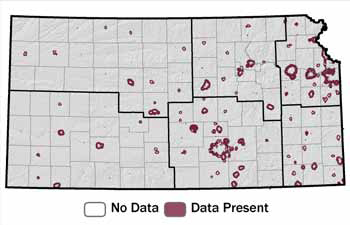 No Data Data Present